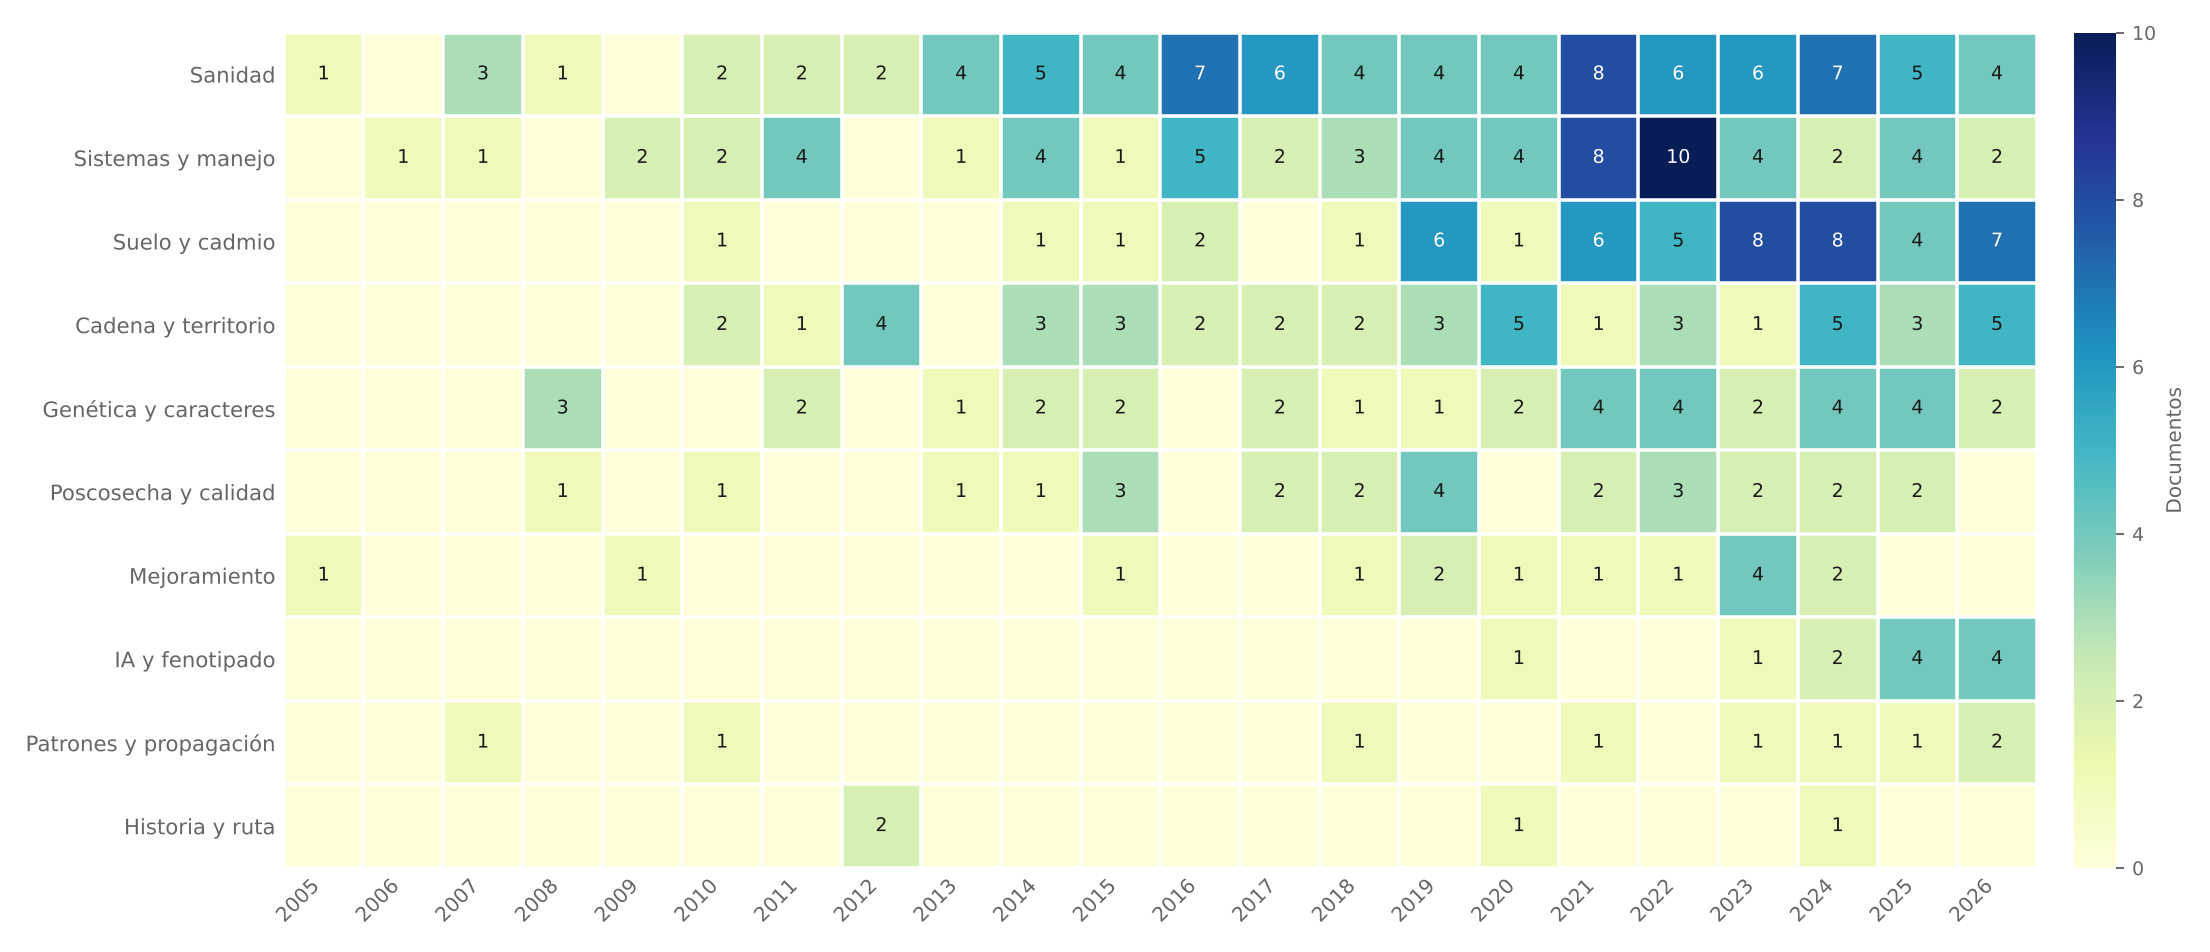 Sanidad 1 3 1 2 2 2 4 5 4 7 6 4 4 4 8 6 6 7 5 4
Sistemas y manejo 1 1 2 2 4 1 4 1 5 2 3 4 4 8 10 4 2 4 2
Suelo y cadmio 1 1 1 2 1 6 1 6 5 8 8 4 7
Cadena y territorio 2 1 4 3 3 2 2 2 3 5 1 3 1 5 3 5
Genética y caracteres 3 2 1 2 2 2 1 1 2 4 4 2 4 4 2
Poscosecha y calidad 1 1 1 1 3 2 2 4 2 3 2 2 2
Mejoramiento 1 1 1 1 2 1 1 1 4 2
IA y fenotipado 1 1 2 4 4
Patrones y propagación 1 1 1 1 1 1 1 2
Historia y ruta 2 1 1
2005 2006 2007 2008 2009 2010 2011 2012 2013 2014 2015 2016 2017 2018 2019 2020 2021 2022 2023 2024 2025 2026
10
8
6
4
2
0
Documentos